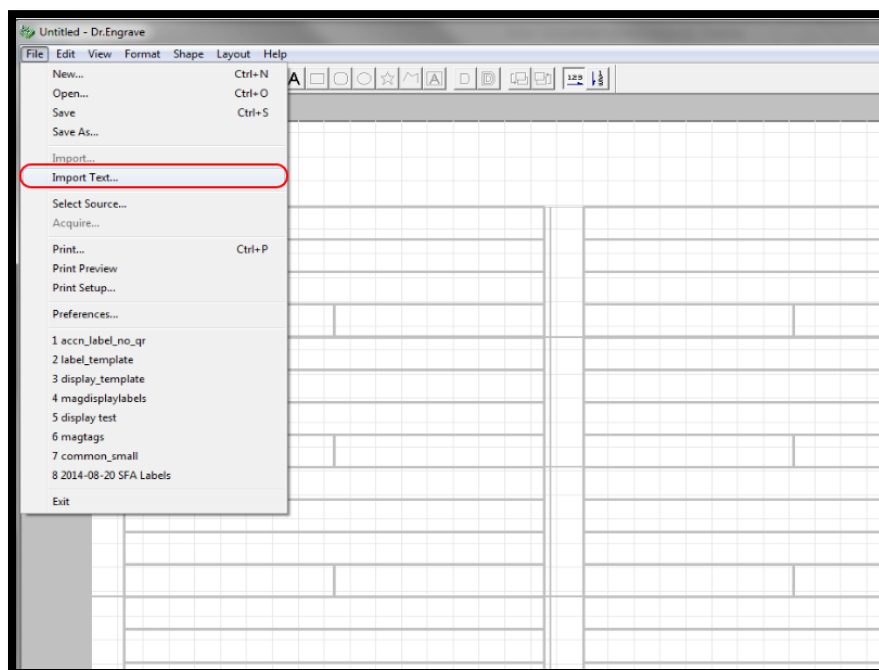 Untitled - Dr.Engrave
File Edit View Format Shape Layout Help
New... Ctrl+N
Open... Ctrl+O
Save Ctrl+S
Save As...
Import...
Import Text...
Select Source...
Acquire...
Print... Ctrl+P
Print Preview
Print Setup...
Preferences...
1 accn_label_no_qr
2 label_template
3 display_template
4 magdisplaylabels
5 display test
6 magtags
7 common_small
8 2014-08-20 SFA Labels
Exit
A A D D 123 123